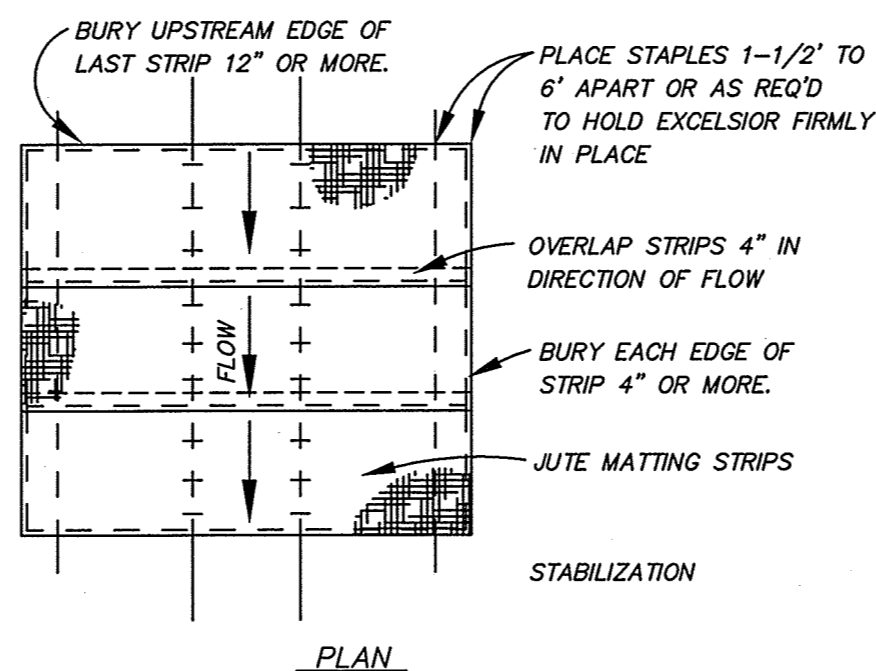 BURY UPSTREAM EDGE OF
LAST STRIP 12" OR MORE.
PLACE STAPLES 1-1/2' TO
6' APART OR AS REQ'D
TO HOLD EXCELSIOR FIRMLY
IN PLACE
OVERLAP STRIPS 4" IN
DIRECTION OF FLOW
FLOW
BURY EACH EDGE OF
STRIP 4" OR MORE.
JUTE MATTING STRIPS
STABILIZATION
PLAN